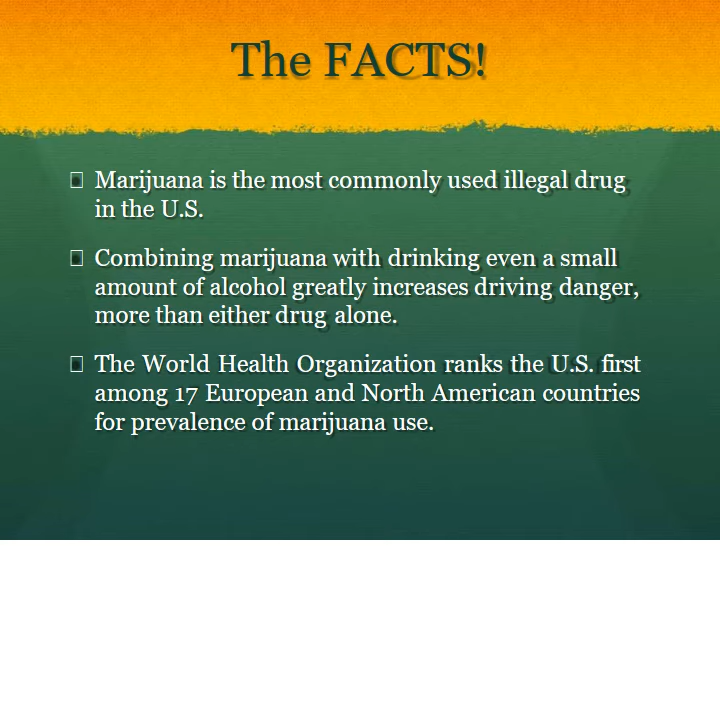 The FACTS!
Marijuana is the most commonly used illegal drug
in the U.S.
Combining marijuana with drinking even a small
amount of alcohol greatly increases driving danger,
more than either drug alone.
The World Health Organization ranks the U.S. first
among 17 European and North American countries
for prevalence of marijuana use.